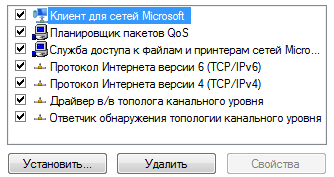 Клиент для сетей Microsoft
Планировщик пакетов QoS
Служба доступа к файлам и принтерам сетей Micro...
Протокол Интернета версии 6 (TCP/IPv6)
Протокол Интернета версии 4 (TCP/IPv4)
Драйвер в/в тополога канального уровня
Ответчик обнаружения топологии канального уровня
Установить... Удалить Свойства